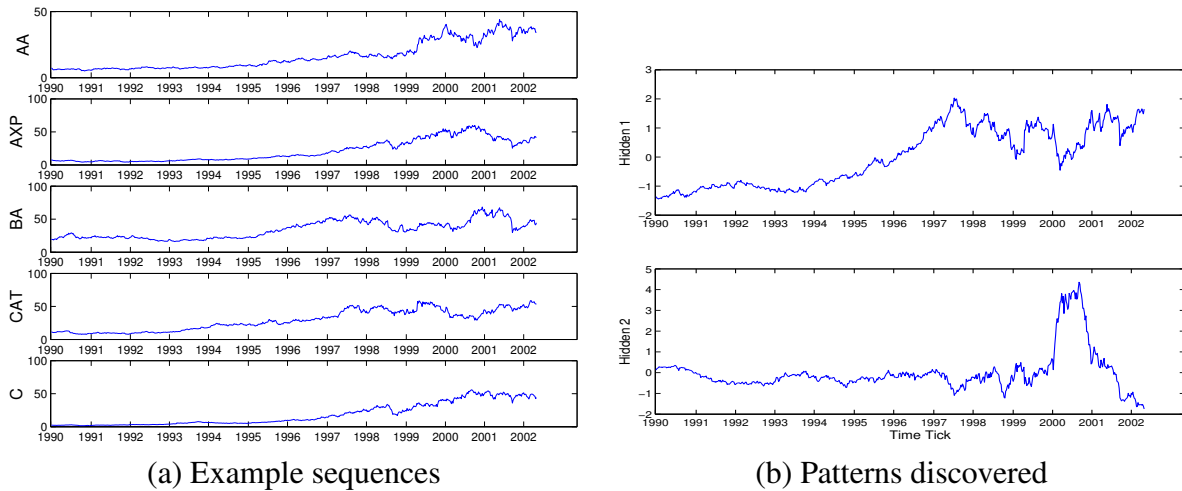 50
AA
0
1990 1991 1992 1993 1994 1995 1996 1997 1998 1999 2000 2001 2002
100
AXP
50
0
1990 1991 1992 1993 1994 1995 1996 1997 1998 1999 2000 2001 2002
100
BA
50
0
1990 1991 1992 1993 1994 1995 1996 1997 1998 1999 2000 2001 2002
100
CAT
50
0
1990 1991 1992 1993 1994 1995 1996 1997 1998 1999 2000 2001 2002
100
C
50
0
1990 1991 1992 1993 1994 1995 1996 1997 1998 1999 2000 2001 2002
(a) Example sequences
3
2
1
0
−1
−2
Hidden 1
1990 1991 1992 1993 1994 1995 1996 1997 1998 1999 2000 2001 2002
5
4
3
2
1
0
−1
−2
Hidden 2
1990 1991 1992 1993 1994 1995 1996 1997 1998 1999 2000 2001 2002
Time Tick
(b) Patterns discovered